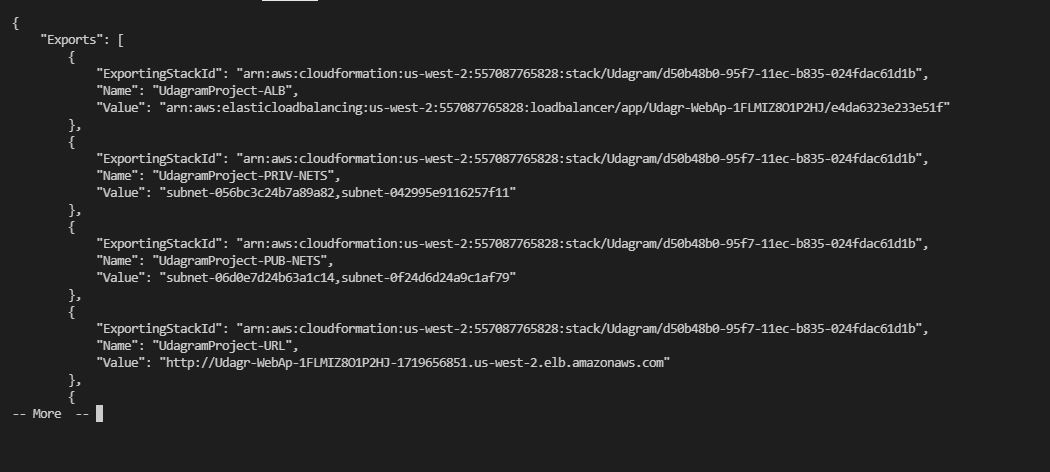 {
    "Exports": [
        {
            "ExportingStackId": "arn:aws:cloudformation:us-west-2:557087765828:stack/Udagram/d50b48b0-95f7-11ec-b835-024fdac61d1b",
            "Name": "UdagramProject-ALB",
            "Value": "arn:aws:elasticloadbalancing:us-west-2:557087765828:loadbalancer/app/Udagr-WebAp-1FLMIZ8O1P2HJ/e4da6323e233e51f"
        },
        {
            "ExportingStackId": "arn:aws:cloudformation:us-west-2:557087765828:stack/Udagram/d50b48b0-95f7-11ec-b835-024fdac61d1b",
            "Name": "UdagramProject-PRIV-NETS",
            "Value": "subnet-056bc3c24b7a89a82,subnet-042995e9116257f11"
        },
        {
            "ExportingStackId": "arn:aws:cloudformation:us-west-2:557087765828:stack/Udagram/d50b48b0-95f7-11ec-b835-024fdac61d1b",
            "Name": "UdagramProject-PUB-NETS",
            "Value": "subnet-06d0e7d24b63a1c14,subnet-0f24d6d24a9c1af79"
        },
        {
            "ExportingStackId": "arn:aws:cloudformation:us-west-2:557087765828:stack/Udagram/d50b48b0-95f7-11ec-b835-024fdac61d1b",
            "Name": "UdagramProject-URL",
            "Value": "http://Udagr-WebAp-1FLMIZ8O1P2HJ-1719656851.us-west-2.elb.amazonaws.com"
        },
        {
-- More  --